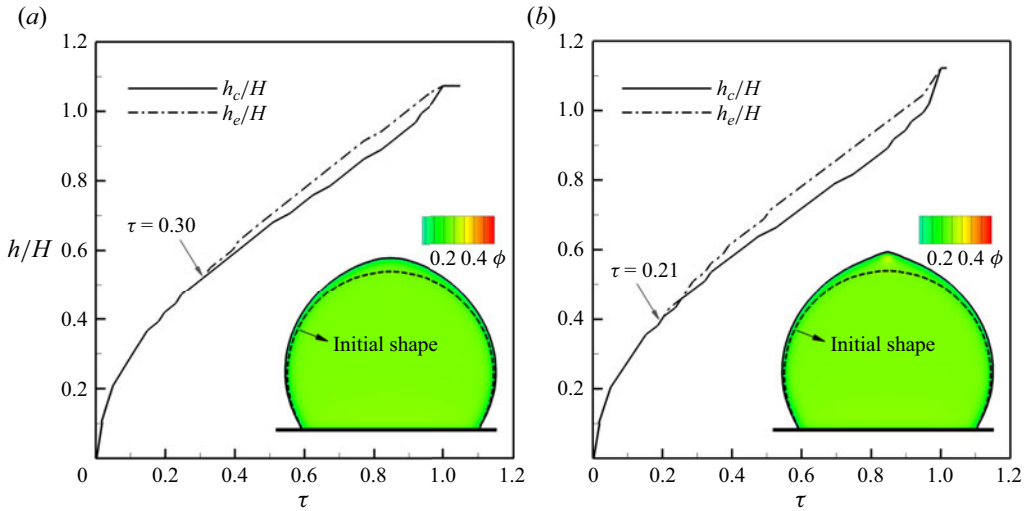 (a)
1.2
1.0
0.8
0.6
0.4
0.2
h/H
h_c/H
h_e/H
τ = 0.30
0.2 0.4 ϕ
Initial shape
0 0.2 0.4 0.6 0.8 1.0 1.2
τ
(b)
1.2
1.0
0.8
0.6
0.4
0.2
h_c/H
h_e/H
τ = 0.21
0.2 0.4 ϕ
Initial shape
0 0.2 0.4 0.6 0.8 1.0 1.2
τ